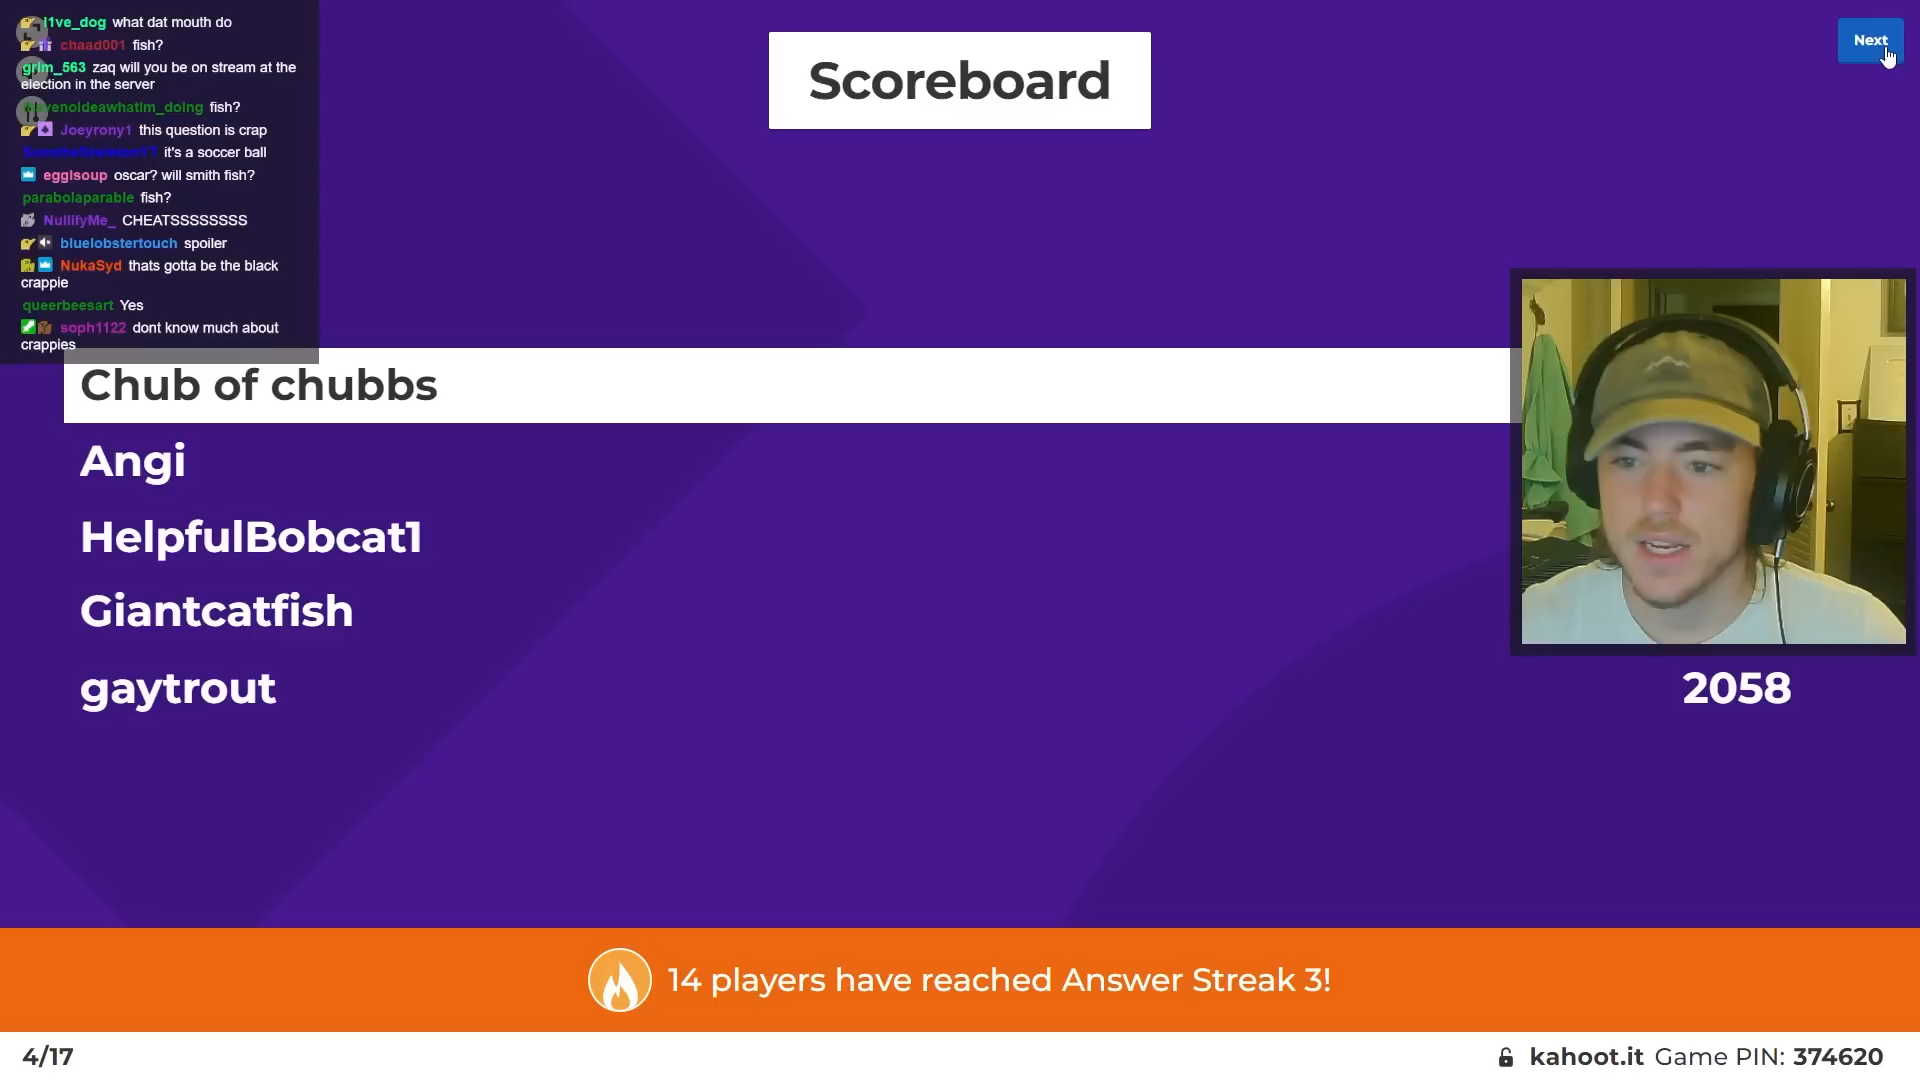 l1ve_dog what dat mouth do
chaad001 fish?
grim_563 zaq will you be on stream at the
election in the server
venoideawhatim_doing fish?
Joeyrony1 this question is crap
it's a soccer ball
eggisoup oscar? will smith fish?
parabolaparable fish?
NullifyMe_ CHEATSSSSSSSS
bluelobstertouch spoiler
NukaSyd thats gotta be the black
crappie
queerbeesart Yes
soph1122 dont know much about
crappies
Scoreboard
Next
Chub of chubbs
Angi
HelpfulBobcat1
Giantcatfish
gaytrout 2058
14 players have reached Answer Streak 3!
4/17
kahoot.it Game PIN: 374620